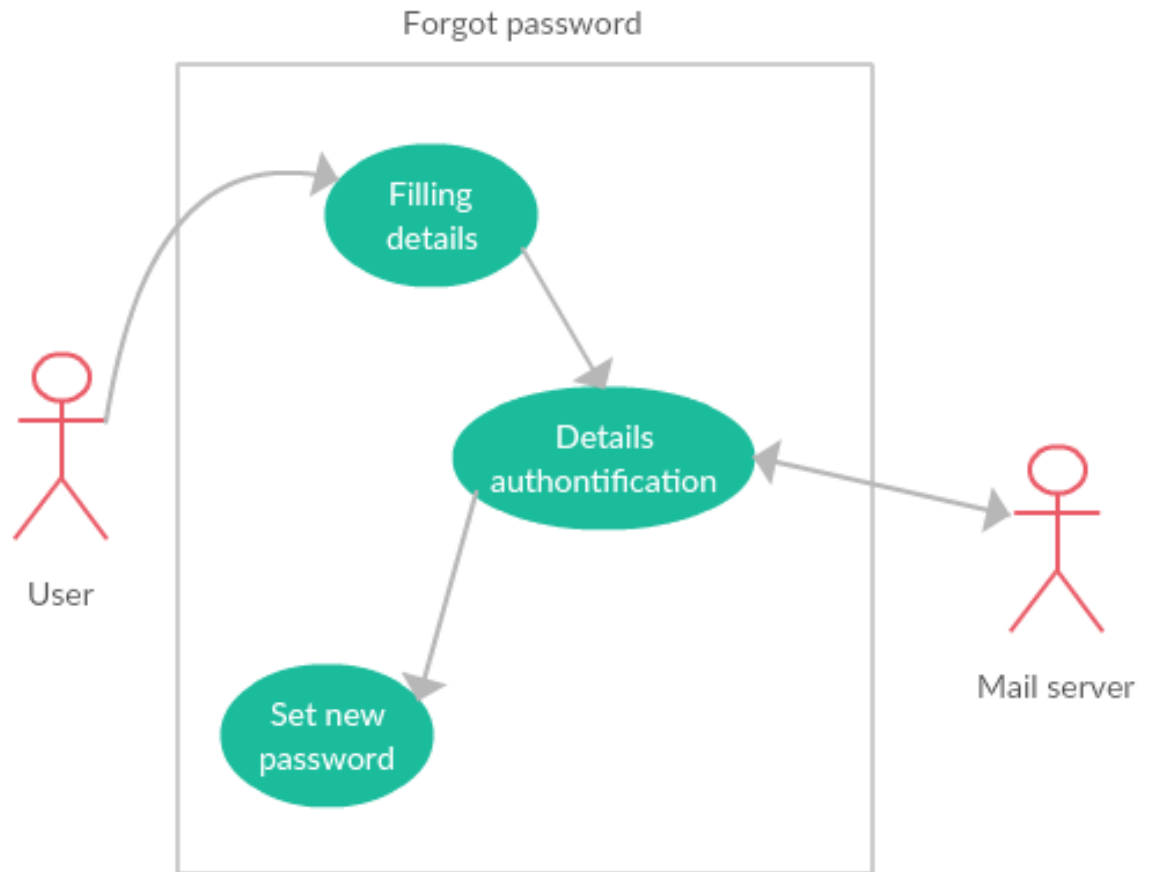 Forgot password
Filling
details
Details
authontification
User
Mail server
Set new
password